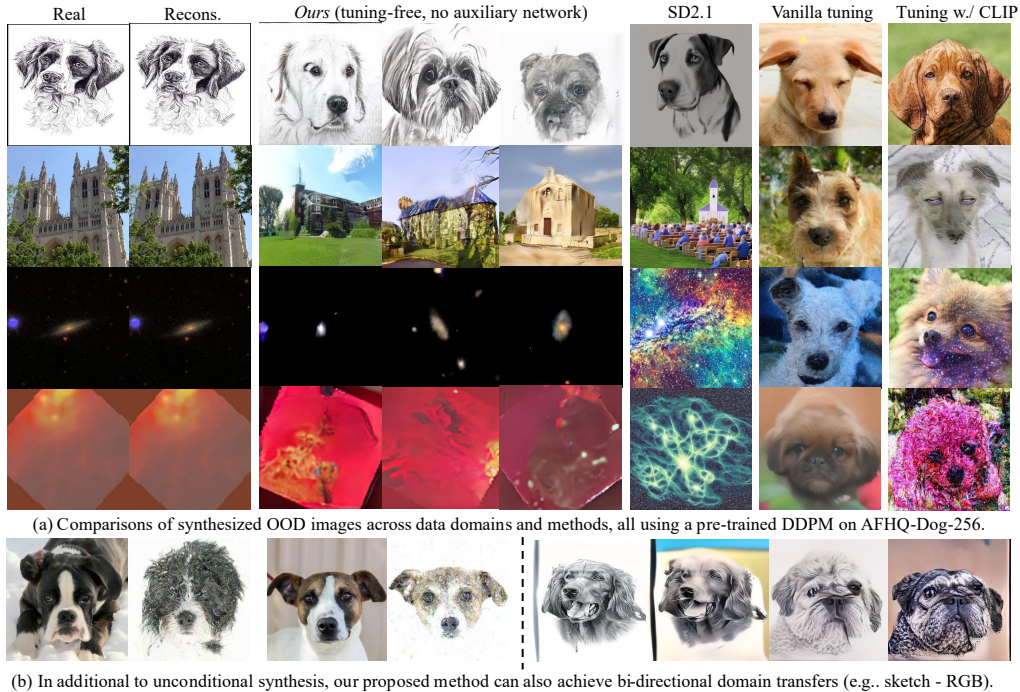 Real Recons. Ours (tuning-free, no auxiliary network) SD2.1 Vanilla tuning Tuning w./ CLIP
(a) Comparisons of synthesized OOD images across data domains and methods, all using a pre-trained DDPM on AFHQ-Dog-256.
(b) In additional to unconditional synthesis, our proposed method can also achieve bi-directional domain transfers (e.g.. sketch - RGB).